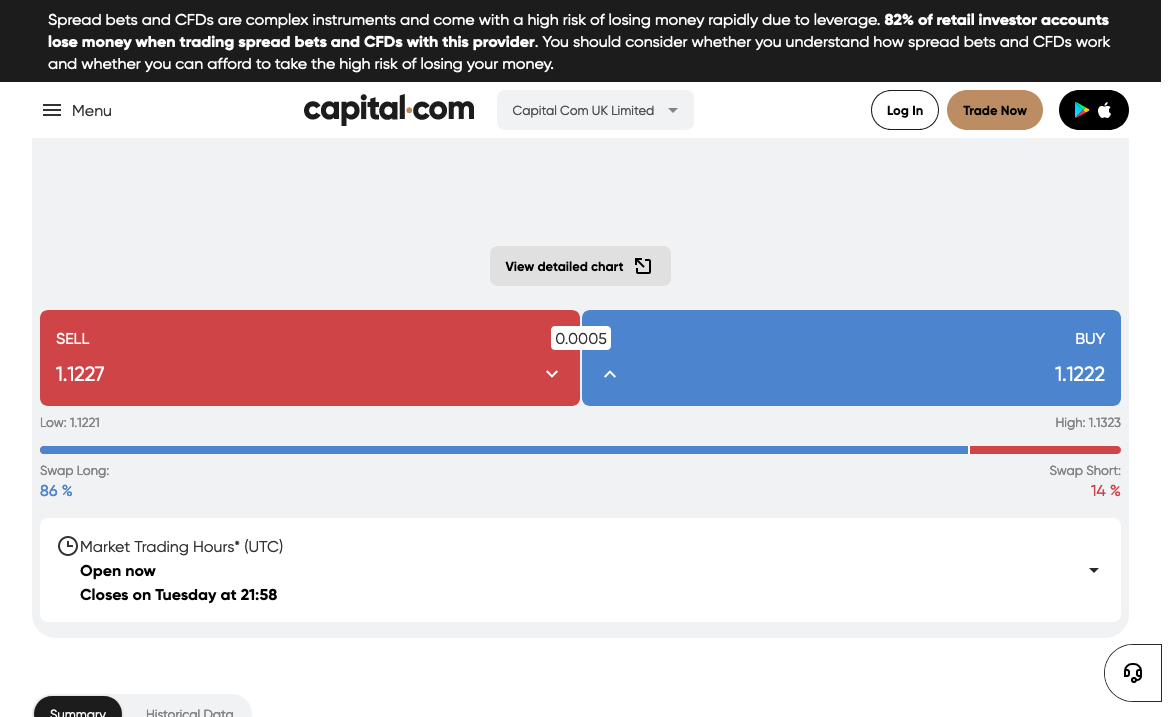 Spread bets and CFDs are complex instruments and come with a high risk of losing money rapidly due to leverage. 82% of retail investor accounts
lose money when trading spread bets and CFDs with this provider. You should consider whether you understand how spread bets and CFDs work
and whether you can afford to take the high risk of losing your money.
Menu
capital.com
Capital Com UK Limited
Log In
Trade Now
View detailed chart
SELL
0.0005
BUY
1.1227
1.1222
Low: 1.1221
High: 1.1323
Swap Long:
Swap Short:
86 %
14 %
Market Trading Hours* (UTC)
Open now
Closes on Tuesday at 21:58
Summary
Historical Data